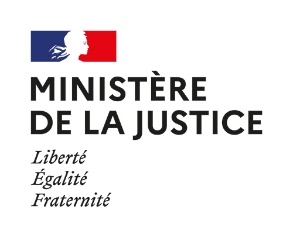 MINISTÈRE
DE LA JUSTICE
Liberté
Égalité
Fraternité